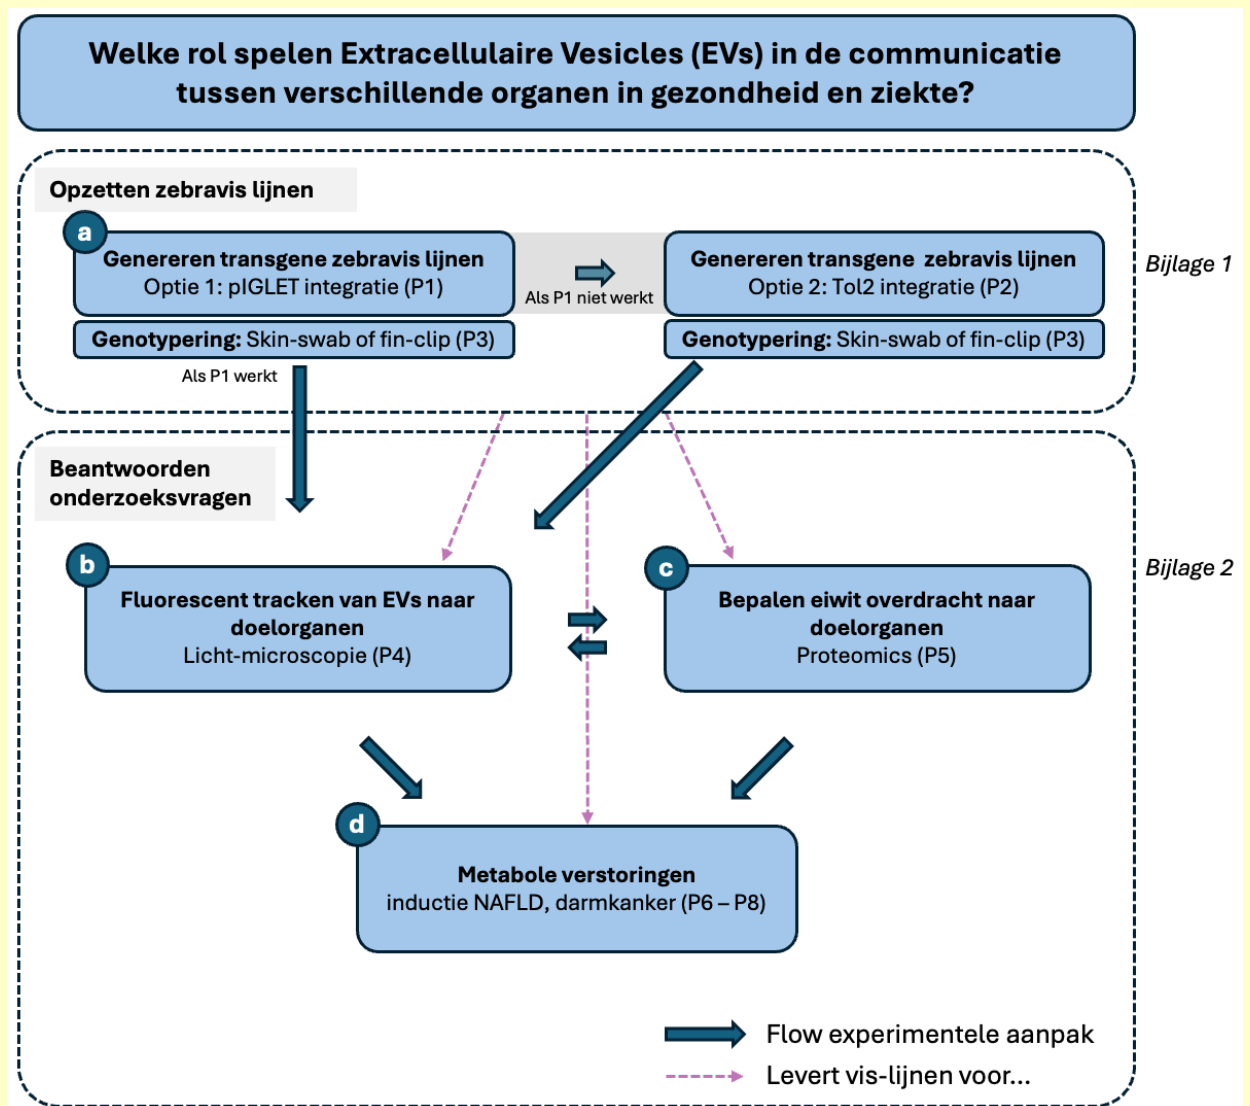 Welke rol spelen Extracellulaire Vesicles (EVs) in de communicatie
tussen verschillende organen in gezondheid en ziekte?
Opzetten zebravis lijnen
a
Genereren transgene zebravis lijnen
Optie 1: pIGLET integratie (P1)
Als P1 niet werkt
Genereren transgene zebravis lijnen
Optie 2: Tol2 integratie (P2)
Bijlage 1
Genotypering: Skin-swab of fin-clip (P3)
Genotypering: Skin-swab of fin-clip (P3)
Als P1 werkt
Beantwoorden
onderzoeksvragen
b
Fluorescent tracken van EVs naar
doelorganen
Licht-microscopie (P4)
c
Bepalen eiwit overdracht naar
doelorganen
Proteomics (P5)
Bijlage 2
d
Metabole verstoringen
inductie NAFLD, darmkanker (P6 – P8)
Flow experimentele aanpak
Levert vis-lijnen voor...